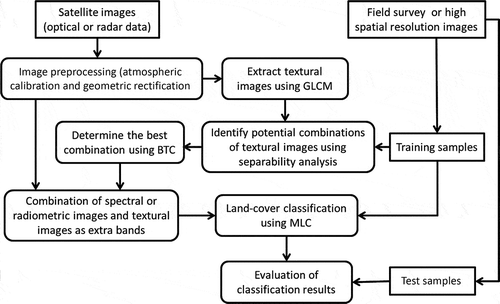 Satellite images
(optical or radar data)
Field survey or high
spatial resolution
images
Image preprocessing (atmospheric
calibration and geometric rectification
Extract textural
images using GLCM
Determine the best
combination using BTC
Identify potential combinations
of textural images using
separability analysis
Training samples
Combination of spectral or
radiometric images and textural
images as extra bands
Land-cover classification
using MLC
Evaluation of
classification results
Test samples